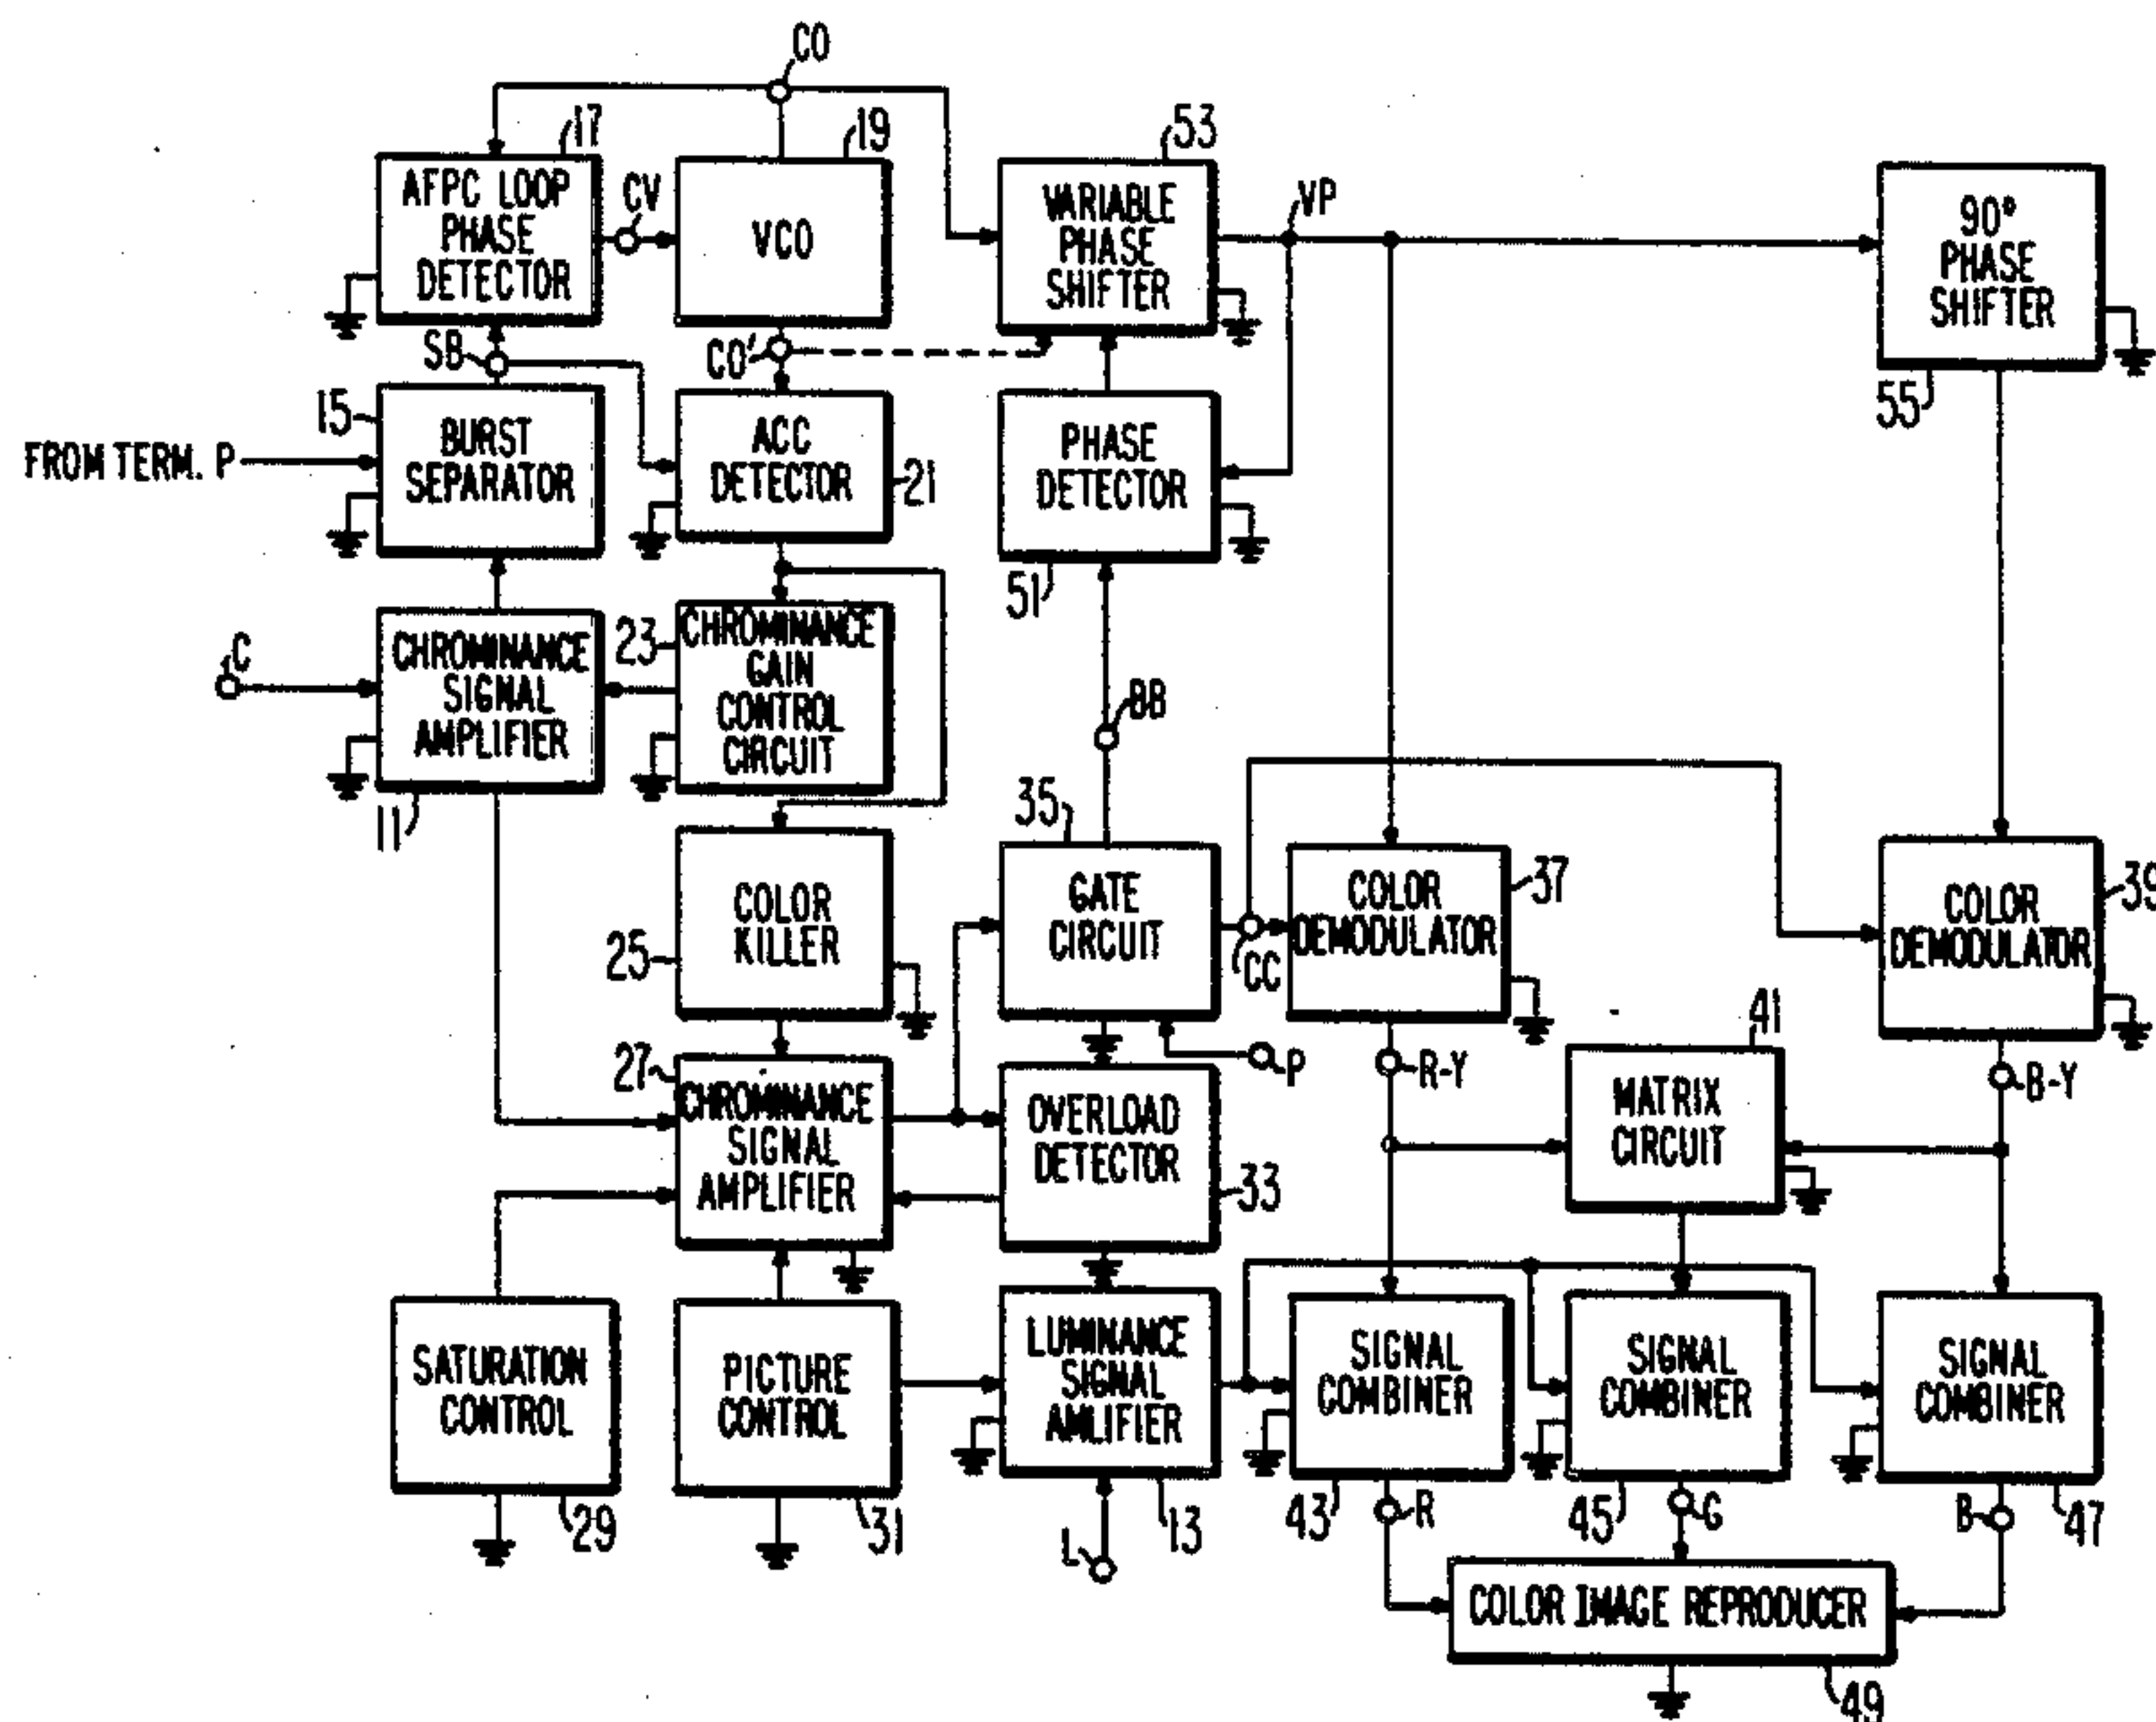 CO
17
19
53
AFPC LOOP
PHASE
DETECTOR
CV
VCO
VARIABLE
PHASE
SHIFTER
VP
90°
PHASE
SHIFTER
SB
CO'
55
15
FROM TERM. P
BURST
SEPARATOR
ACC
DETECTOR
21
PHASE
DETECTOR
51
C
CHROMINANCE
SIGNAL
AMPLIFIER
11
23
CHROMINANCE
GAIN
CONTROL
CIRCUIT
BB
35
COLOR
KILLER
25
GATE
CIRCUIT
CC
COLOR
DEMODULATOR
37
COLOR
DEMODULATOR
39
P
R-Y
41
MATRIX
CIRCUIT
B-Y
27
CHROMINANCE
SIGNAL
AMPLIFIER
OVERLOAD
DETECTOR
33
SATURATION
CONTROL
29
PICTURE
CONTROL
31
LUMINANCE
SIGNAL
AMLIFIER
13
L
SIGNAL
COMBINER
43
R
SIGNAL
COMBINER
45
G
SIGNAL
COMBINER
B
47
COLOR IMAGE REPRODUCER
49